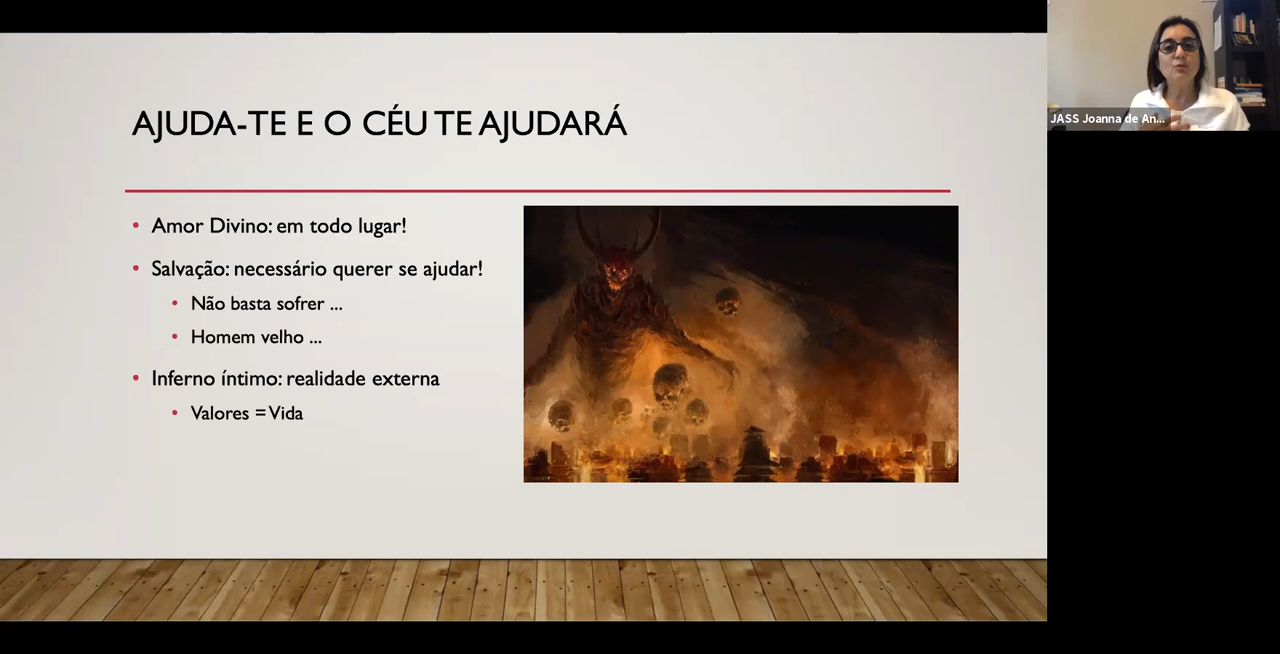 AJUDA-TE E O CÉU TE AJUDARÁ
• Amor Divino: em todo lugar!
• Salvação: necessário querer se ajudar!
• Não basta sofrer ...
• Homem velho ...
• Inferno íntimo: realidade externa
• Valores = Vida
JASS Joanna de An...